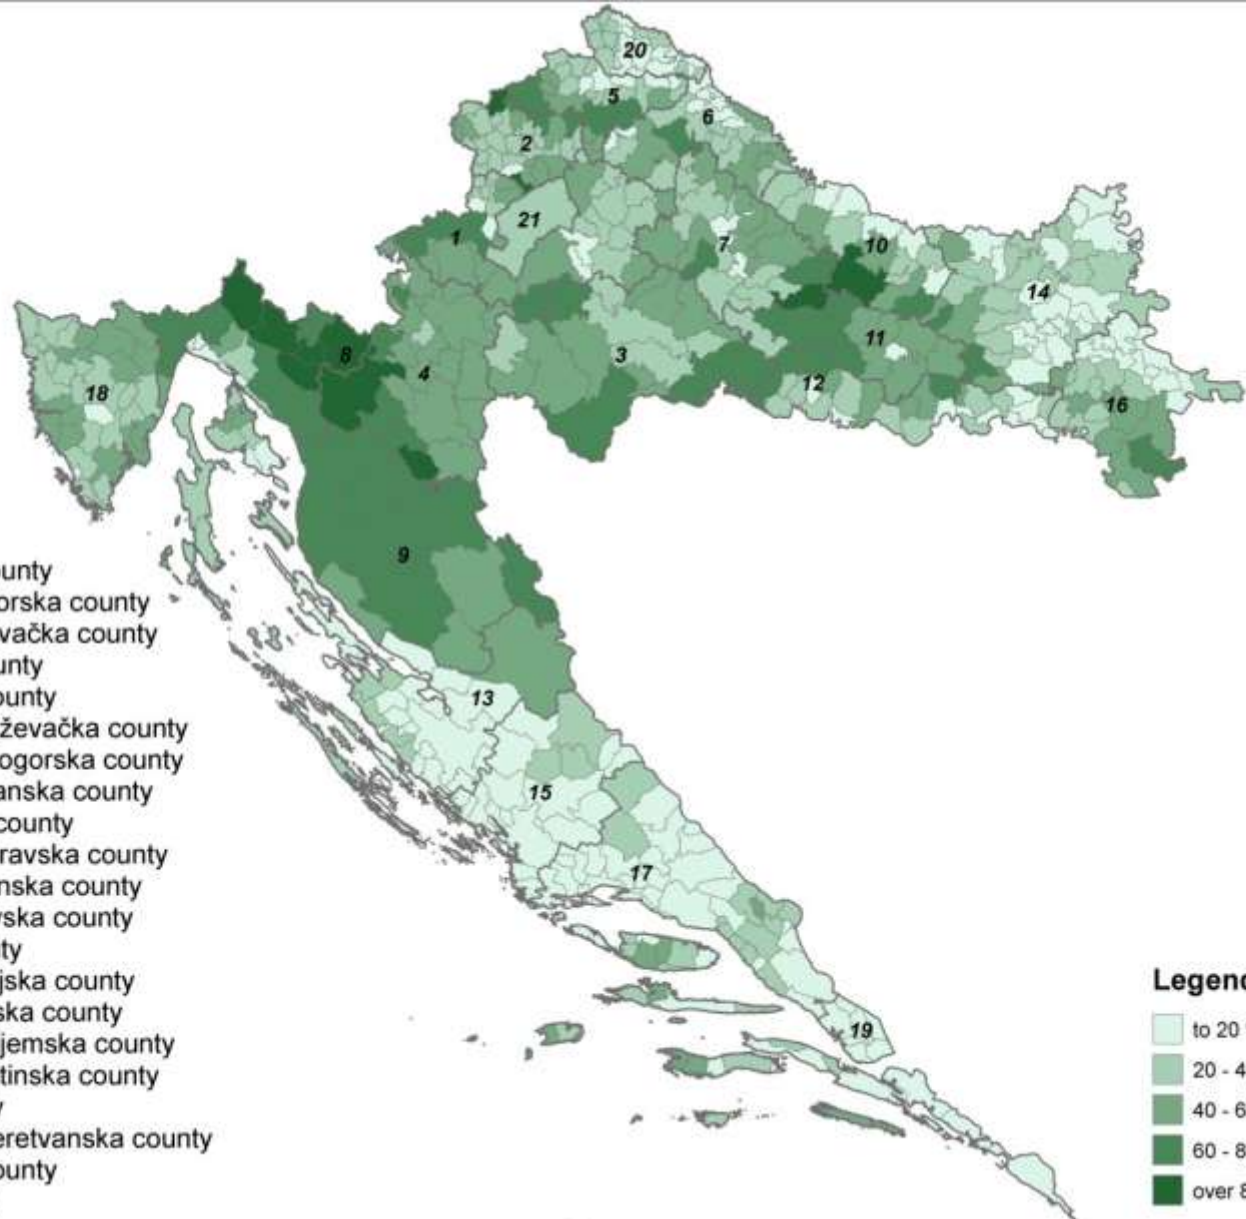 20
5
6
2
21
1
7
10
14
8
18
4
3
11
12
16
9
13
15
17
19
ounty
orska county
vačka county
unty
ounty
ževačka county
ogorska county
anska county
county
ravska county
nska county
vska county
ty
jska county
ska county
jemska county
tinska county
y
eretvanska county
ounty
Legend
to 20
20 - 4
40 - 6
60 - 8
over 8